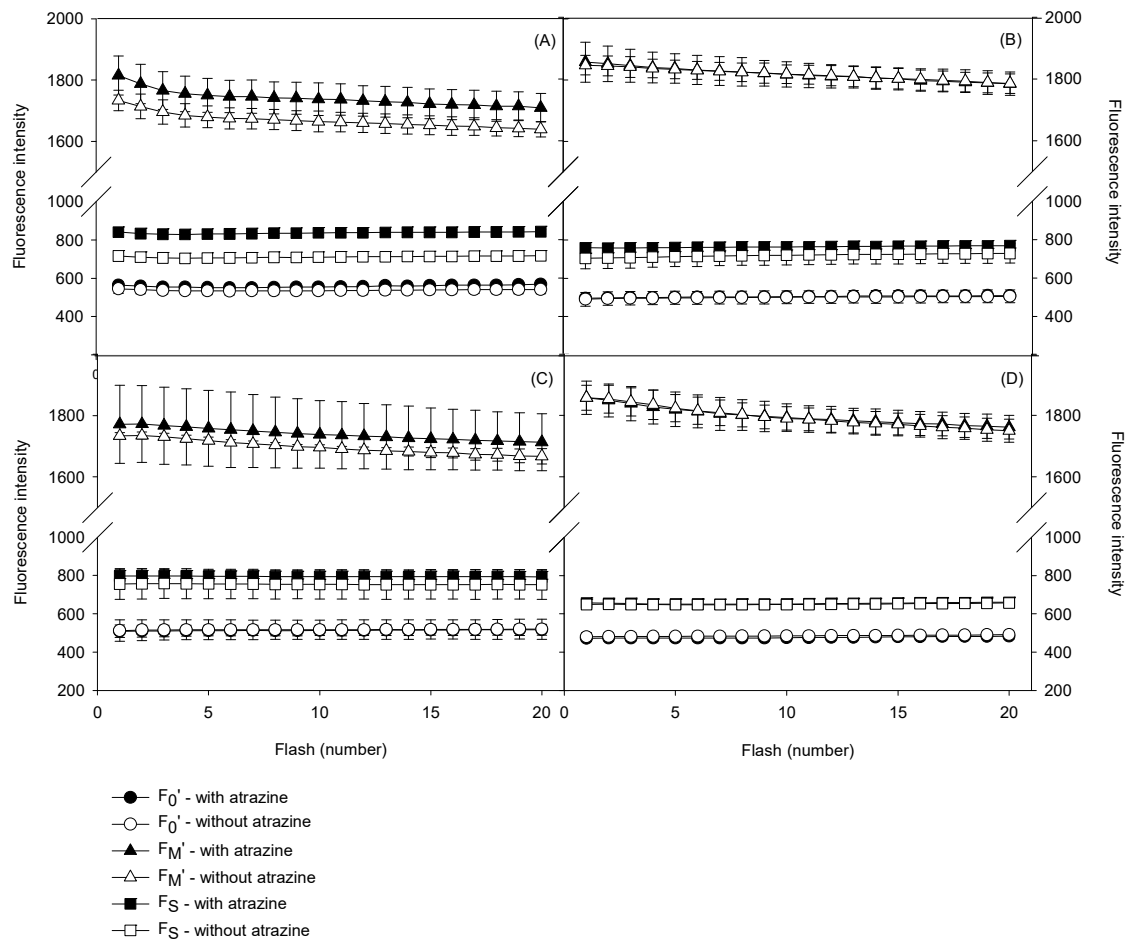 2000
1800
1600
1000
800
600
400
Fluorescence intensity
(A)
0
(B)
2000
1800
1600
1000
800
600
400
Fluorescence intensity
(C)
1800
1600
1000
800
600
400
200
Fluorescence intensity
0 5 10 15 20
Flash (number)
(D)
1800
1600
1000
800
600
400
200
Fluorescence intensity
0 5 10 15 20
Flash (number)
F0' - with atrazine
F0' - without atrazine
FM' - with atrazine
FM' - without atrazine
FS - with atrazine
FS - without atrazine